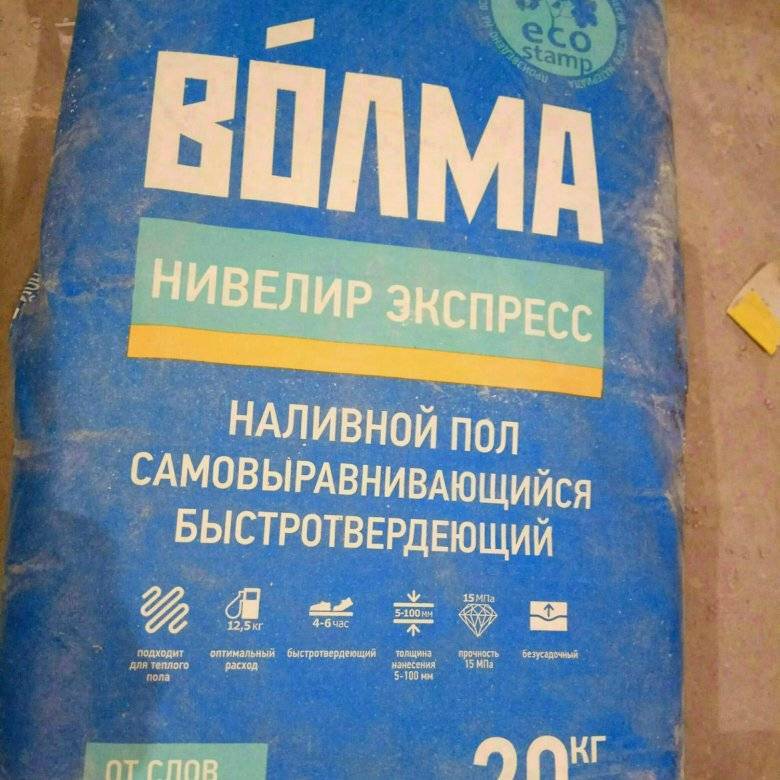 eco
stamp
ВОЛМА
НИВЕЛИР ЭКСПРЕСС
НАЛИВНОЙ ПОЛ
САМОВЫРАВНИВАЮЩИЙСЯ
БЫСТРОТВЕРДЕЮЩИЙ
12,5 кг
4-6 час
5-100 мм
15 МПа
подходит
для теплого
пола
оптимальный
расход
быстротвердеющий
толщина
нанесения
5-100 мм
прочность
15 МПа
безусадочный
ОТ СЛОВ
20 КГ